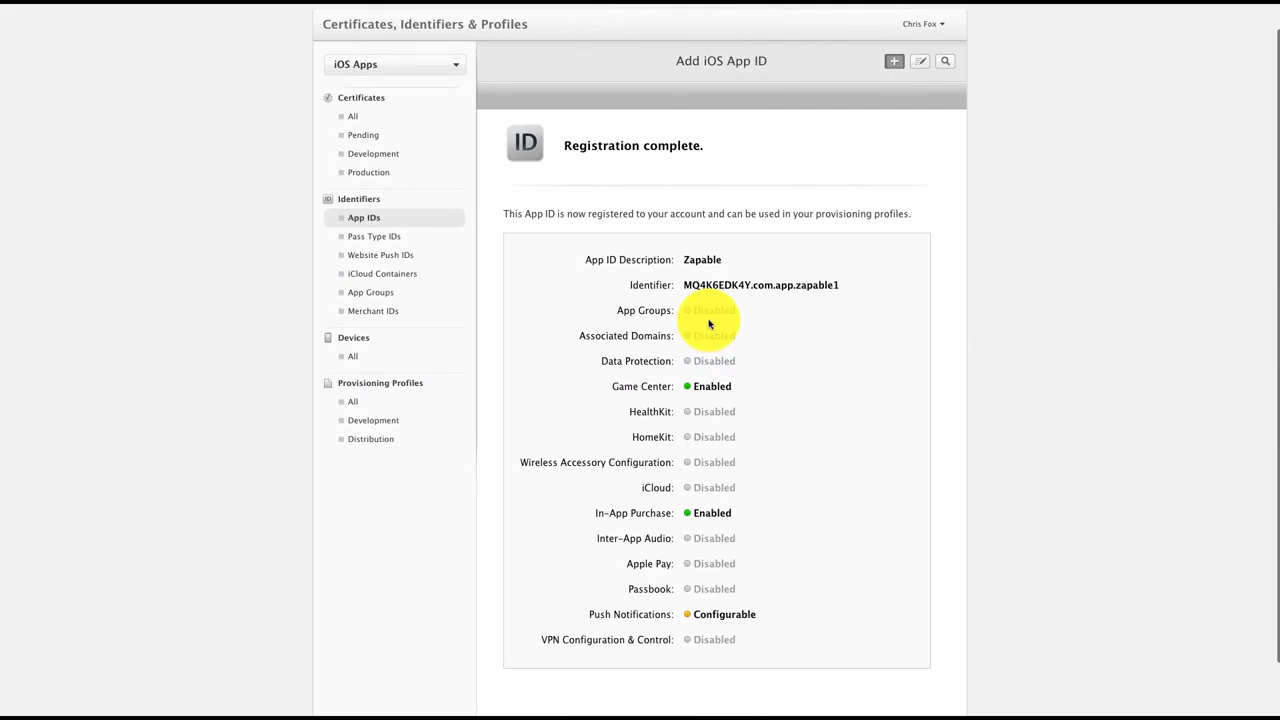 Certificates, Identifiers & Profiles
Chris Fox
iOS Apps
Certificates
All
Pending
Development
Production
Identifiers
App IDs
Pass Type IDs
Website Push IDs
iCloud Containers
App Groups
Merchant IDs
Devices
All
Provisioning Profiles
All
Development
Distribution
Add iOS App ID
ID
Registration complete.
This App ID is now registered to your account and can be used in your provisioning profiles.
App ID Description: Zapable
Identifier: MQ4K6EDK4Y.com.app.zapable1
App Groups: Disabled
Associated Domains: Disabled
Data Protection: Disabled
Game Center: Enabled
HealthKit: Disabled
HomeKit: Disabled
Wireless Accessory Configuration: Disabled
iCloud: Disabled
In-App Purchase: Enabled
Inter-App Audio: Disabled
Apple Pay: Disabled
Passbook: Disabled
Push Notifications: Configurable
VPN Configuration & Control: Disabled